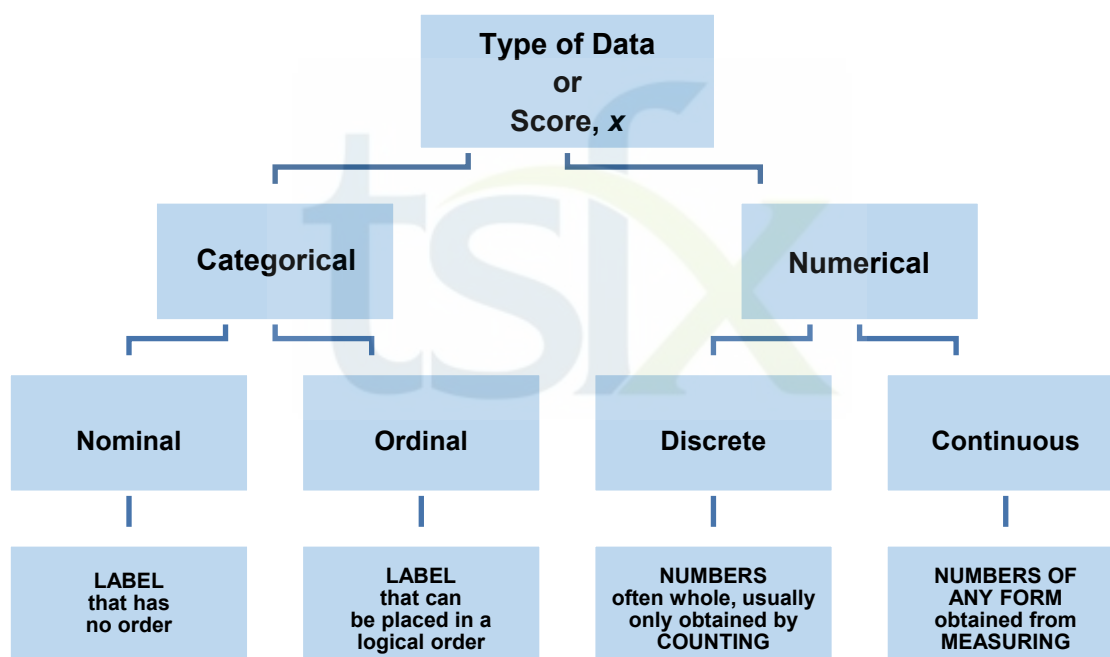 Type of Data
or
Score, x
Categorical
Numerical
Nominal
Ordinal
Discrete
Continuous
LABEL
that has
no order
LABEL
that can
be placed in a
logical order
NUMBERS
often whole, usually
only obtained by
COUNTING
NUMBERS OF
ANY FORM
obtained from
MEASURING
tsfx